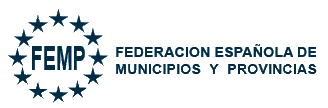 FEMP
FEDERACION ESPAÑOLA DE
MUNICIPIOS Y PROVINCIAS